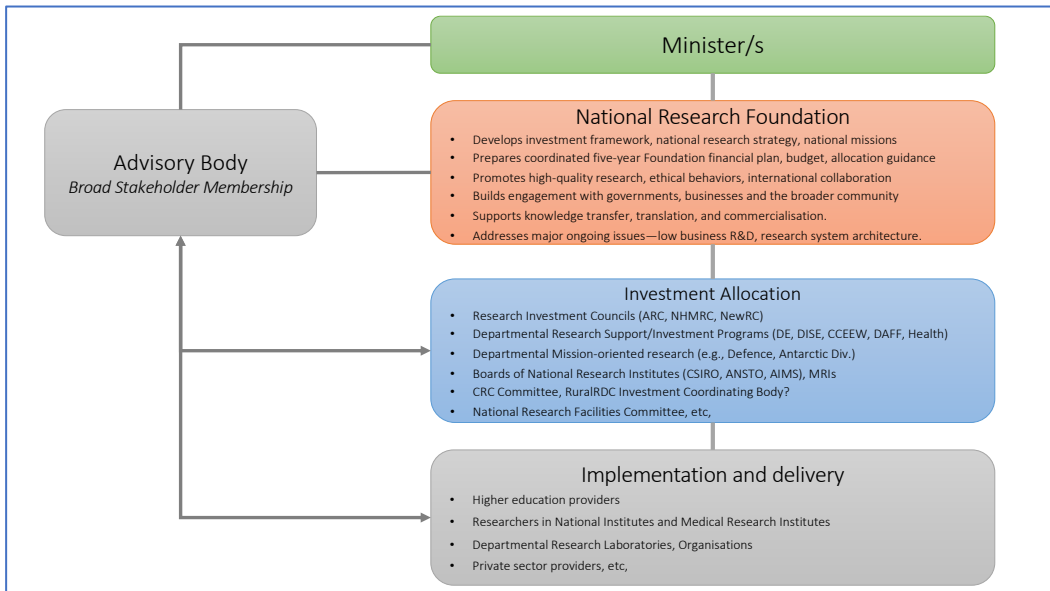 Minister/s
Advisory Body
Broad Stakeholder Membership
National Research Foundation
• Develops investment framework, national research strategy, national missions
• Prepares coordinated five-year Foundation financial plan, budget, allocation guidance
• Promotes high-quality research, ethical behaviors, international collaboration
• Builds engagement with governments, businesses and the broader community
• Supports knowledge transfer, translation, and commercialisation.
• Addresses major ongoing issues—low business R&D, research system architecture.
Investment Allocation
• Research Investment Councils (ARC, NHMRC, NewRC)
• Departmental Research Support/Investment Programs (DE, DISE, CCEEW, DAFF, Health)
• Departmental Mission-oriented research (e.g., Defence, Antarctic Div.)
• Boards of National Research Institutes (CSIRO, ANSTO, AIMS), MRIs
• CRC Committee, RuralRDC Investment Coordinating Body?
• National Research Facilities Committee, etc,
Implementation and delivery
• Higher education providers
• Researchers in National Institutes and Medical Research Institutes
• Departmental Research Laboratories, Organisations
• Private sector providers, etc,